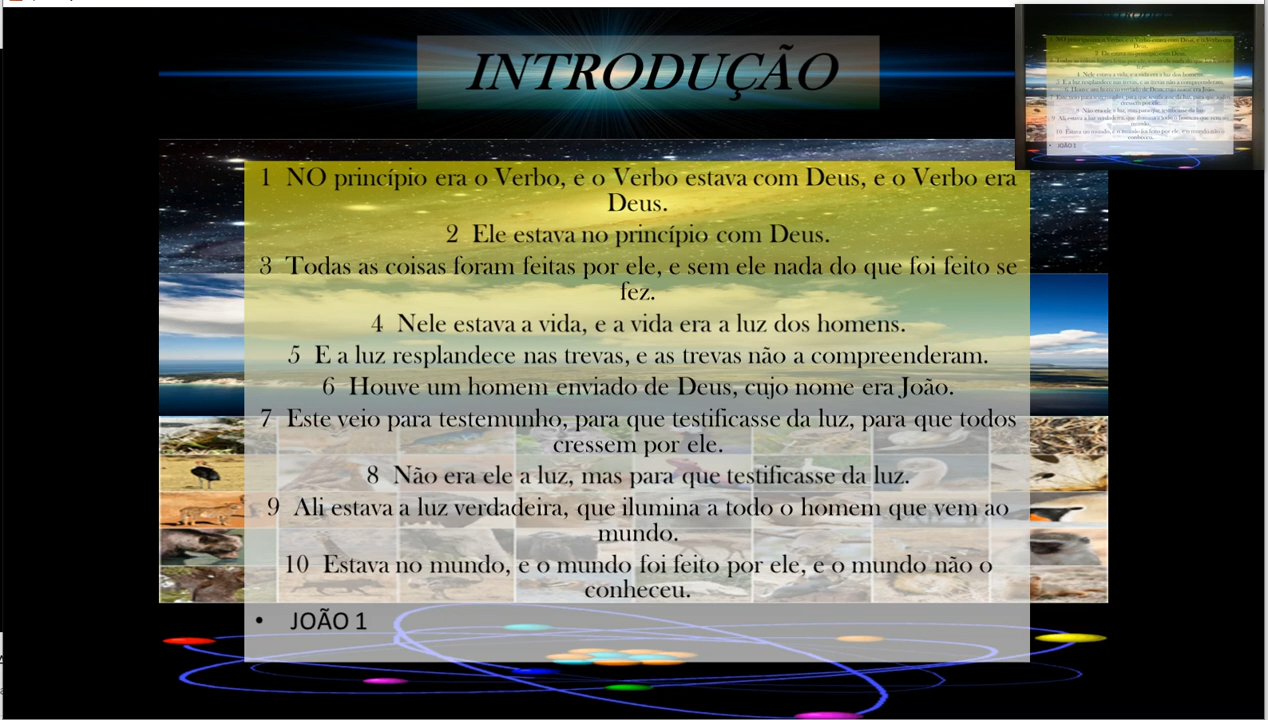 INTRODUÇÃO
1 NO princípio era o Verbo, e o Verbo estava com Deus, e o Verbo era
Deus.
2 Ele estava no princípio com Deus.
3 Todas as coisas foram feitas por ele, e sem ele nada do que foi feito se
fez.
4 Nele estava a vida, e a vida era a luz dos homens.
5 E a luz resplandece nas trevas, e as trevas não a compreenderam.
6 Houve um homem enviado de Deus, cujo nome era João.
7 Este veio para testemunho, para que testificasse da luz, para que todos
cressem por ele.
8 Não era ele a luz, mas para que testificasse da luz.
9 Ali estava a luz verdadeira, que ilumina a todo o homem que vem ao
mundo.
10 Estava no mundo, e o mundo foi feito por ele, e o mundo não o
conheceu.
• JOÃO 1